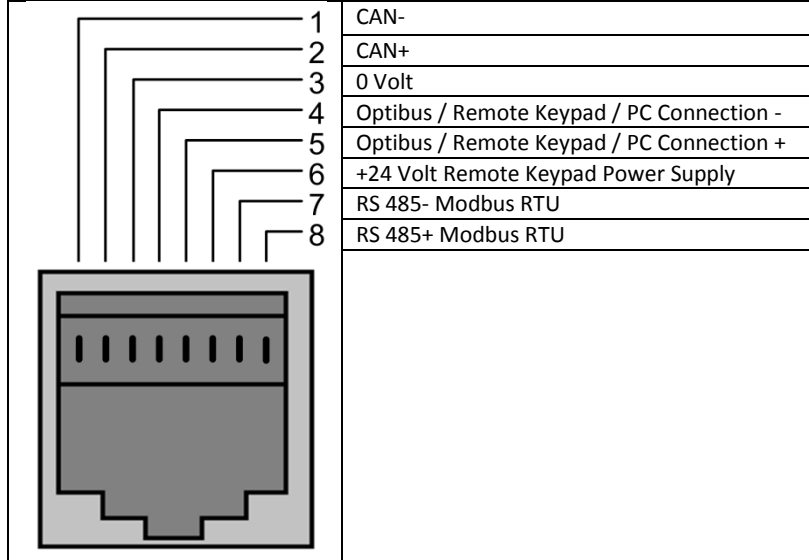 1 CAN-
2 CAN+
3 0 Volt
4 Optibus / Remote Keypad / PC Connection -
5 Optibus / Remote Keypad / PC Connection +
6 +24 Volt Remote Keypad Power Supply
7 RS 485- Modbus RTU
8 RS 485+ Modbus RTU